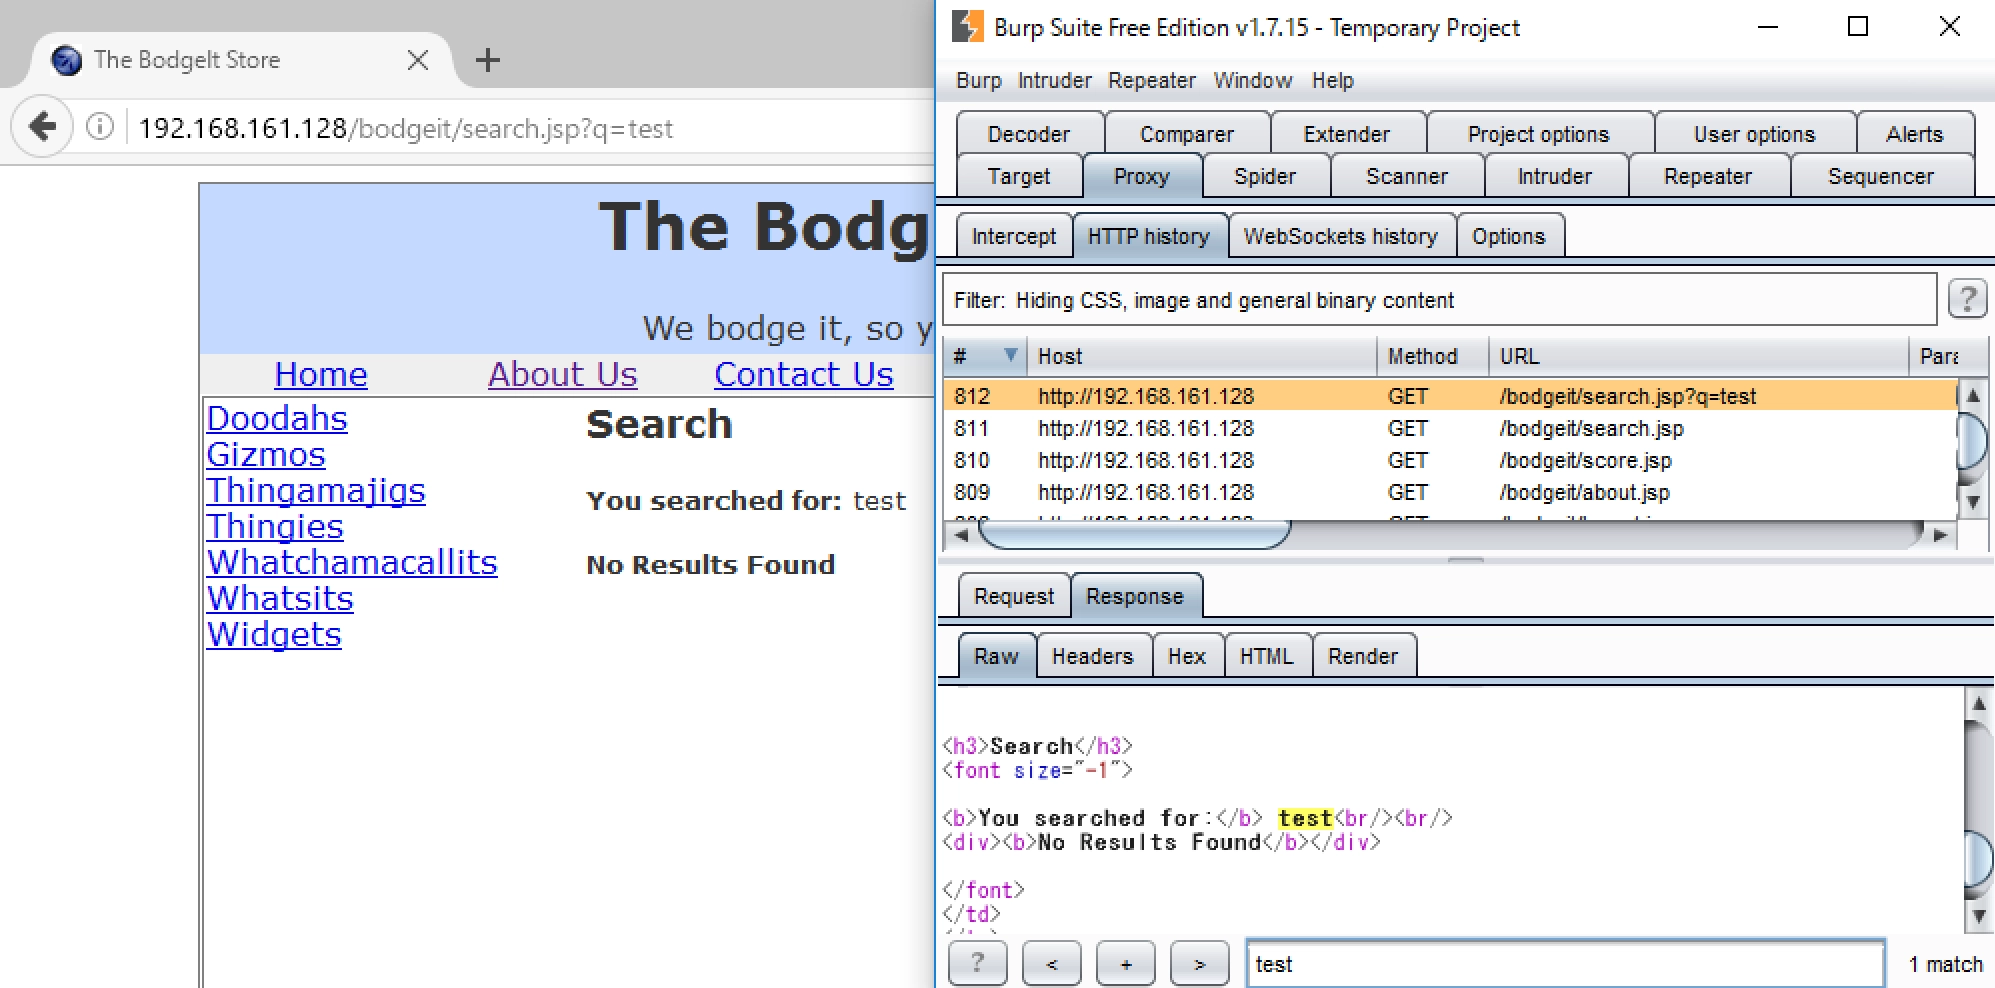 The BodgeIt Store
192.168.161.128/bodgeit/search.jsp?q=test
The Bodg
We bodge it, so y
Home About Us Contact Us
Doodahs
Gizmos
Thingamajigs
Thingies
Whatchamacallits
Whatsits
Widgets
Search
You searched for: test
No Results Found
Burp Suite Free Edition v1.7.15 - Temporary Project
Burp Intruder Repeater Window Help
Decoder Comparer Extender Project options User options Alerts
Target Proxy Spider Scanner Intruder Repeater Sequencer
Intercept HTTP history WebSockets history Options
Filter: Hiding CSS, image and general binary content ?
# Host Method URL Para
812 http://192.168.161.128 GET /bodgeit/search.jsp?q=test
811 http://192.168.161.128 GET /bodgeit/search.jsp
810 http://192.168.161.128 GET /bodgeit/score.jsp
809 http://192.168.161.128 GET /bodgeit/about.jsp
Request Response
Raw Headers Hex HTML Render
<h3>Search</h3>
<font size="-1">
<b>You searched for:</b> test<br/><br/>
<div><b>No Results Found</b></div>
</font>
</td>
? < + > test 1 match